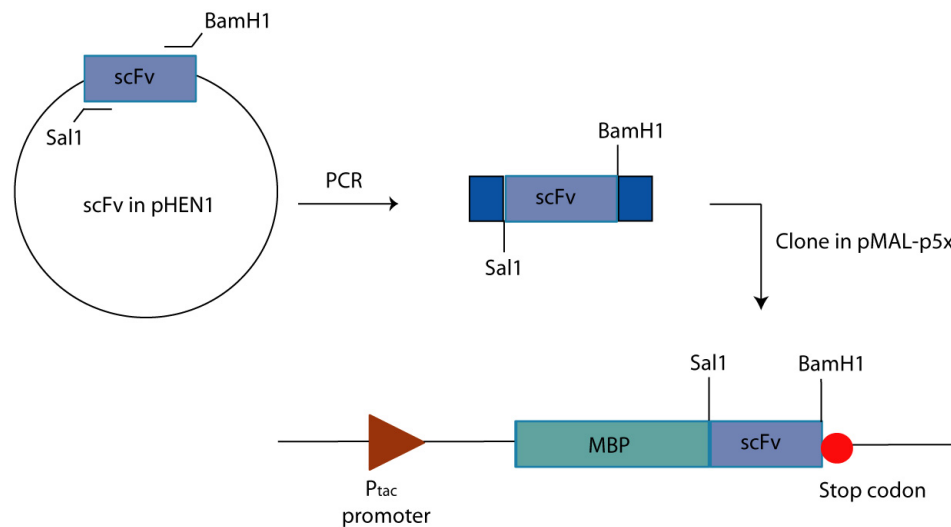 BamH1
scFv
Sal1
scFv in pHEN1
PCR
BamH1
scFv
Sal1
Clone in pMAL-p5x
Sal1
BamH1
MBP
scFv
Ptac
promoter
Stop codon